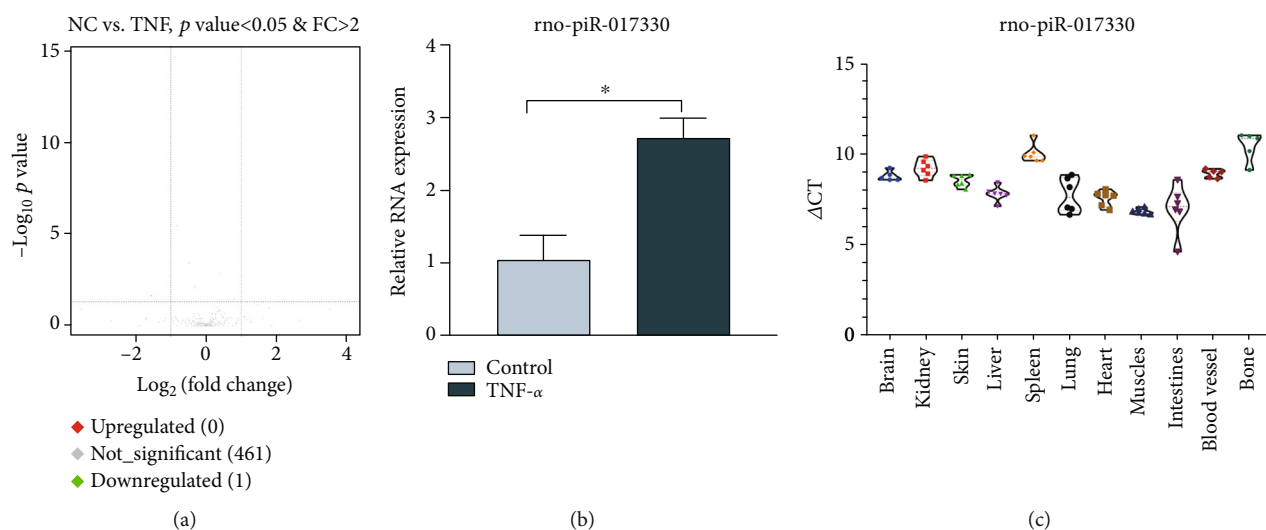 NC vs. TNF, p value<0.05 & FC>2
15
10
5
0
−Log10 p value
−2
0
2
4
Log2 (fold change)
Upregulated (0)
Not_significant (461)
Downregulated (1)
(a)
rno-piR-017330
4
3
2
1
0
Relative RNA expression
*
Control
TNF-α
(b)
rno-piR-017330
15
10
5
0
ΔCT
Brain
Kidney
Skin
Liver
Spleen
Lung
Heart
Muscles
Intestines
Blood vessel
Bone
(c)